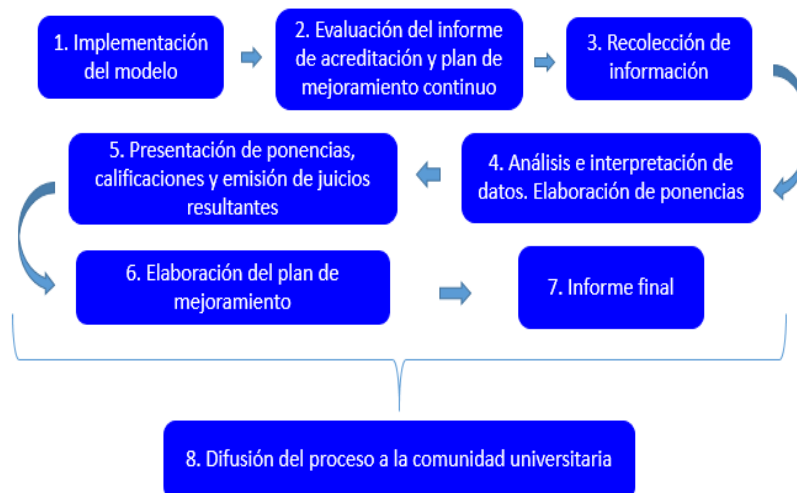 1. Implementación
del modelo
2. Evaluación del informe
de acreditación y plan de
mejoramiento continuo
3. Recolección de
información
5. Presentación de ponencias,
calificaciones y emisión de juicios
resultantes
4. Análisis e interpretación de
datos. Elaboración de ponencias
6. Elaboración del plan de
mejoramiento
7. Informe final
8. Difusión del proceso a la comunidad universitaria